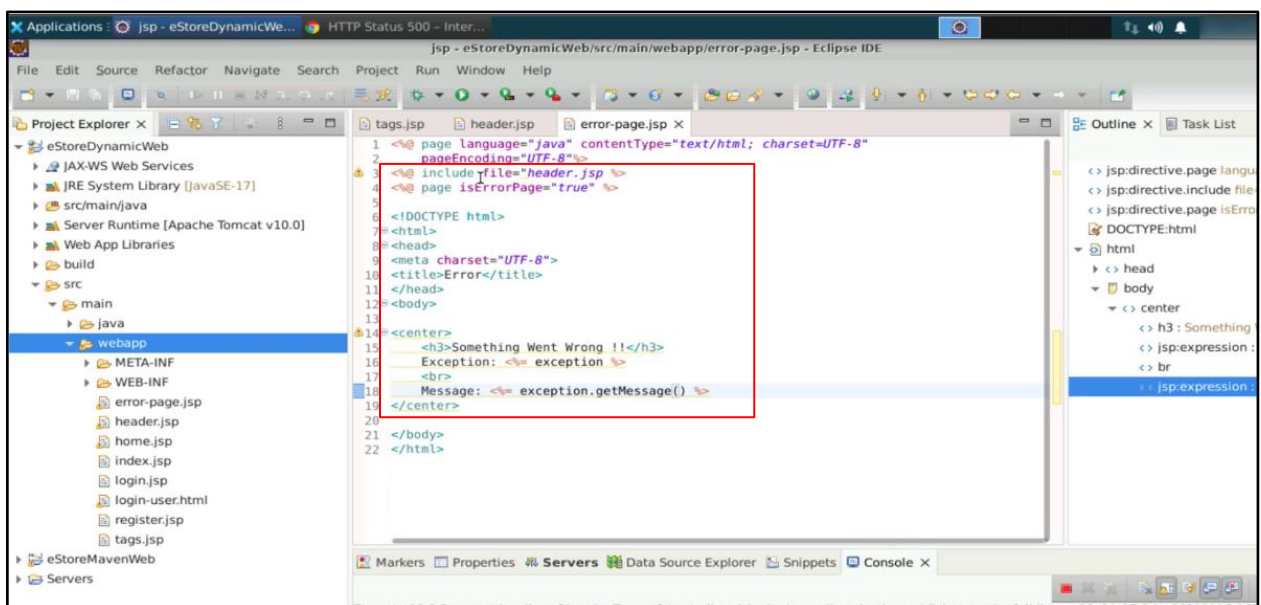 Applications jsp - eStoreDynamicWe... HTTP Status 500 - Inter...
jsp - eStoreDynamicWeb/src/main/webapp/error-page.jsp - Eclipse IDE
File Edit Source Refactor Navigate Search Project Run Window Help
Project Explorer
eStoreDynamicWeb
JAX-WS Web Services
JRE System Library [JavaSE-17]
src/main/java
Server Runtime [Apache Tomcat v10.0]
Web App Libraries
build
src
main
java
webapp
META-INF
WEB-INF
error-page.jsp
header.jsp
home.jsp
index.jsp
login.jsp
login-user.html
register.jsp
tags.jsp
eStoreMavenWeb
Servers
tags.jsp header.jsp error-page.jsp
1 <%@ page language="java" contentType="text/html; charset=UTF-8"
2 pageEncoding="UTF-8"%>
3 <%@ include file="header.jsp %>
4 <%@ page isErrorPage="true" %>
5
6 <!DOCTYPE html>
7 <html>
8 <head>
9 <meta charset="UTF-8">
10 <title>Error</title>
11 </head>
12 <body>
13
14 <center>
15 <h3>Something Went Wrong !!</h3>
16 Exception: <%= exception %>
17 <br>
18 Message: <%= exception.getMessage() %>
19 </center>
20
21 </body>
22 </html>
Outline Task List
jsp:directive.page langu
jsp:directive.include file
jsp:directive.page isErro
DOCTYPE:html
html
head
body
center
h3 : Something
jsp:expression :
br
jsp:expression :
Markers Properties Servers Data Source Explorer Snippets Console